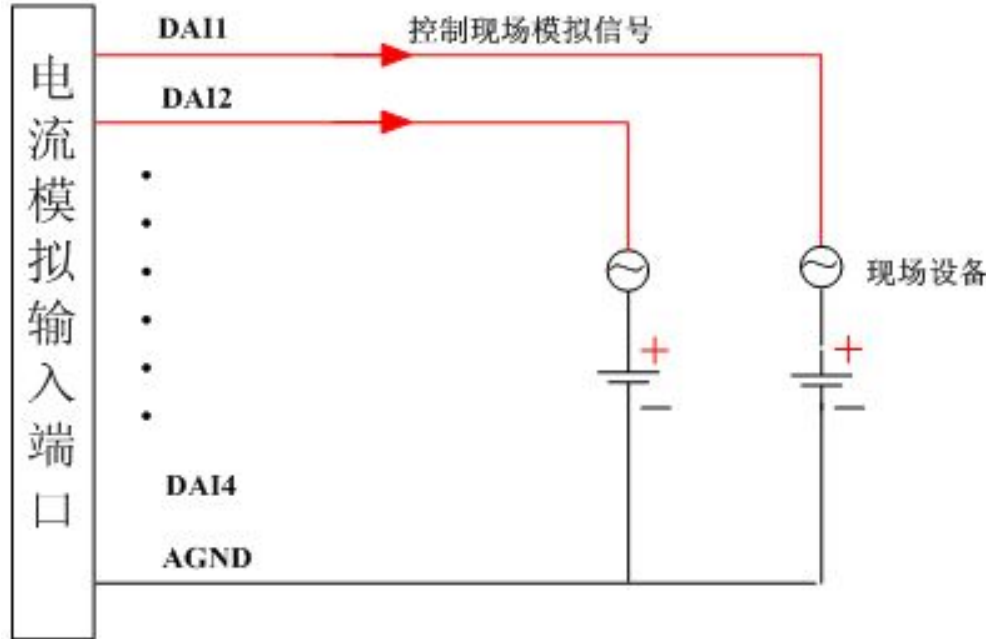 电流模拟输入端口
DAI1
控制现场模拟信号
DAI2
现场设备
+
+
—
—
DAI4
AGND